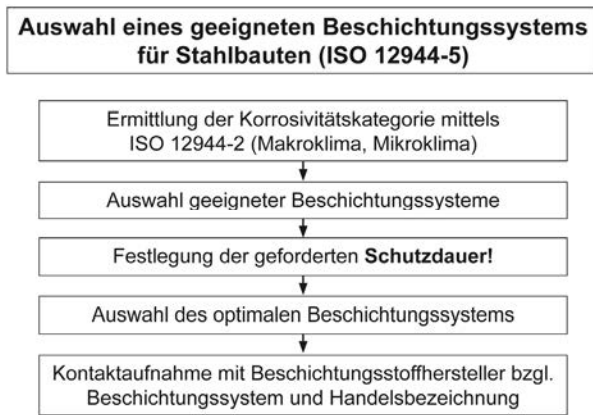 Auswahl eines geeigneten Beschichtungssystems
für Stahlbauten (ISO 12944-5)
Ermittlung der Korrosivitätskategorie mittels
ISO 12944-2 (Makroklima, Mikroklima)
Auswahl geeigneter Beschichtungssysteme
Festlegung der geforderten Schutzdauer!
Auswahl des optimalen Beschichtungssystems
Kontaktaufnahme mit Beschichtungsstoffhersteller bzgl.
Beschichtungssystem und Handelsbezeichnung